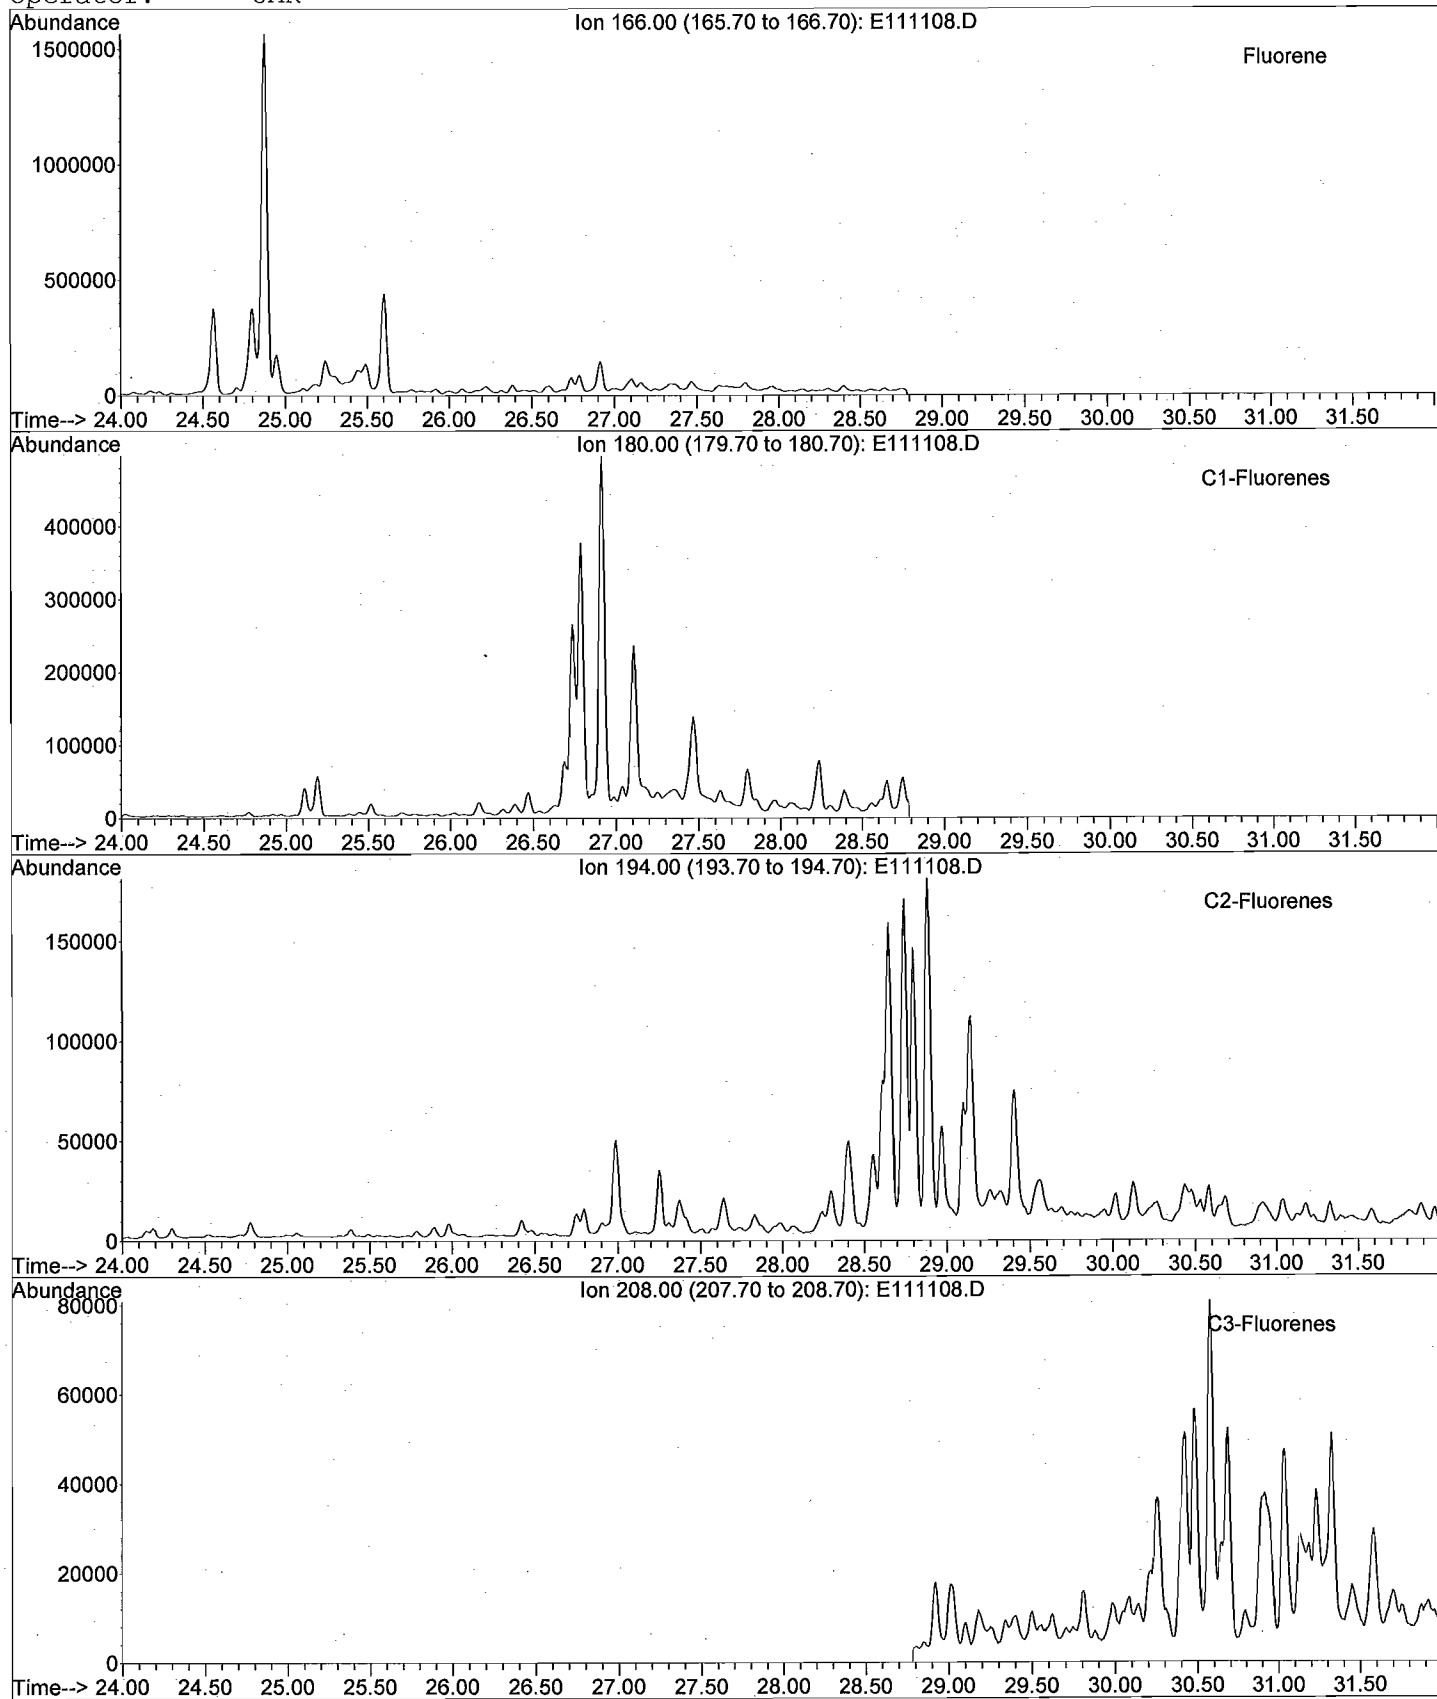 Abundance Ion 166.00 (165.70 to 166.70): E111108.D
Fluorene
1500000
1000000
500000
0
Time--> 24.00 24.50 25.00 25.50 26.00 26.50 27.00 27.50 28.00 28.50 29.00 29.50 30.00 30.50 31.00 31.50
Abundance Ion 180.00 (179.70 to 180.70): E111108.D
C1-Fluorenes
400000
300000
200000
100000
0
Time--> 24.00 24.50 25.00 25.50 26.00 26.50 27.00 27.50 28.00 28.50 29.00 29.50 30.00 30.50 31.00 31.50
Abundance Ion 194.00 (193.70 to 194.70): E111108.D
C2-Fluorenes
150000
100000
50000
0
Time--> 24.00 24.50 25.00 25.50 26.00 26.50 27.00 27.50 28.00 28.50 29.00 29.50 30.00 30.50 31.00 31.50
Abundance Ion 208.00 (207.70 to 208.70): E111108.D
80000
C3-Fluorenes
60000
40000
20000
0
Time--> 24.00 24.50 25.00 25.50 26.00 26.50 27.00 27.50 28.00 28.50 29.00 29.50 30.00 30.50 31.00 31.50